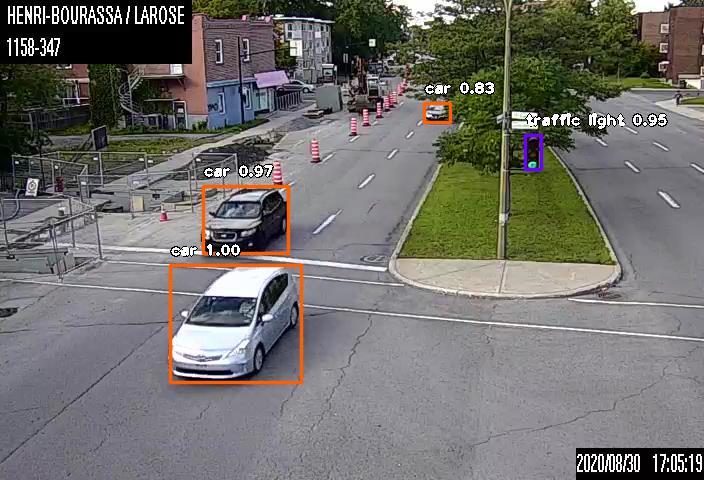 HENRI-BOURASSA / LAROSE
1158-347
car 0.83
traffic light 0.95
car 0.97
car 1.00
2020/08/30 17:05:19